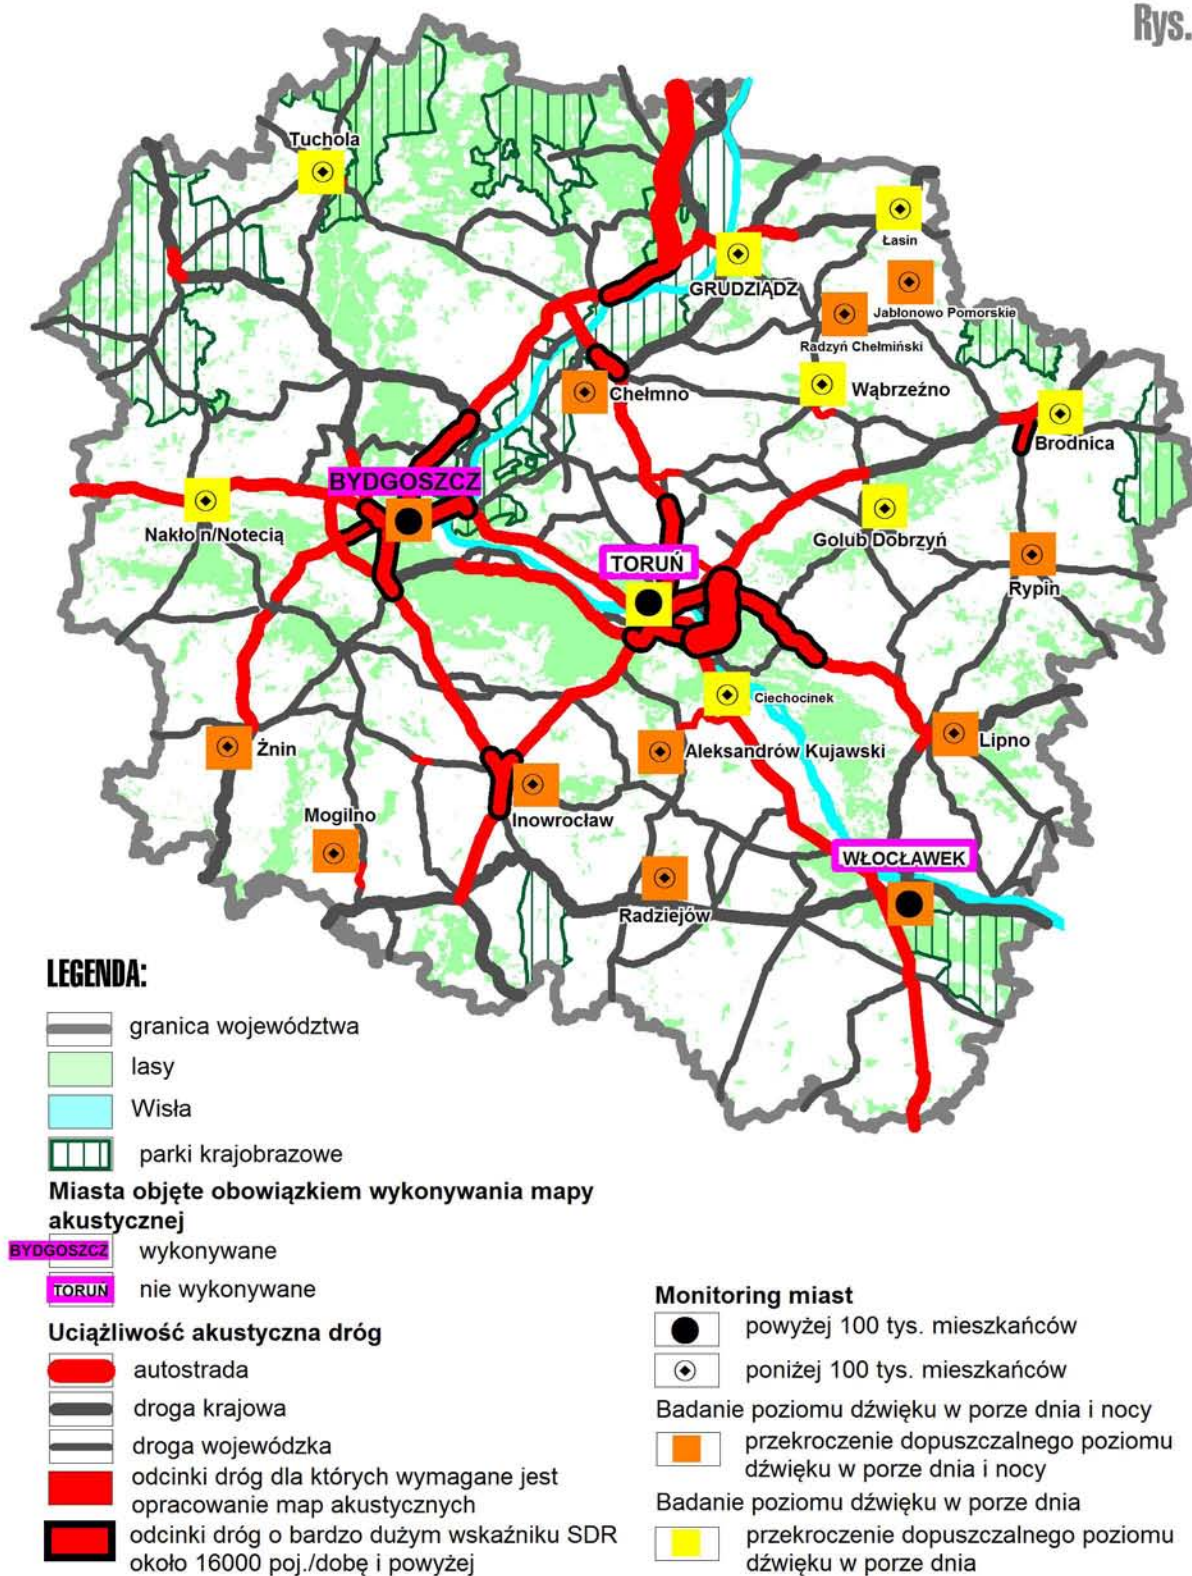 Rys.
Tuchola
Łasin
GRUDZIĄDZ
Jabłonowo Pomorskie
Radzyń Chełmiński
Chełmno
Wąbrzeźno
Brodnica
BYDGOSZCZ
Nakło n/Notecią
Golub Dobrzyń
TORUŃ
Rypin
Ciechocinek
Żnin
Aleksandrów Kujawski
Lipno
Mogilno
Inowrocław
WŁOCŁAWEK
Radziejów
LEGENDA:
granica województwa
lasy
Wisła
parki krajobrazowe
Miasta objęte obowiązkiem wykonywania mapy
akustycznej
BYDGOSZCZ wykonywane
TORUŃ nie wykonywane
Uciążliwość akustyczna dróg
autostrada
droga krajowa
droga wojewódzka
odcinki dróg dla których wymagane jest
opracowanie map akustycznych
odcinki dróg o bardzo dużym wskaźniku SDR
około 16000 poj./dobę i powyżej
Monitoring miast
powyżej 100 tys. mieszkańców
poniżej 100 tys. mieszkańców
Badanie poziomu dźwięku w porze dnia i nocy
przekroczenie dopuszczalnego poziomu
dźwięku w porze dnia i nocy
Badanie poziomu dźwięku w porze dnia
przekroczenie dopuszczalnego poziomu
dźwięku w porze dnia